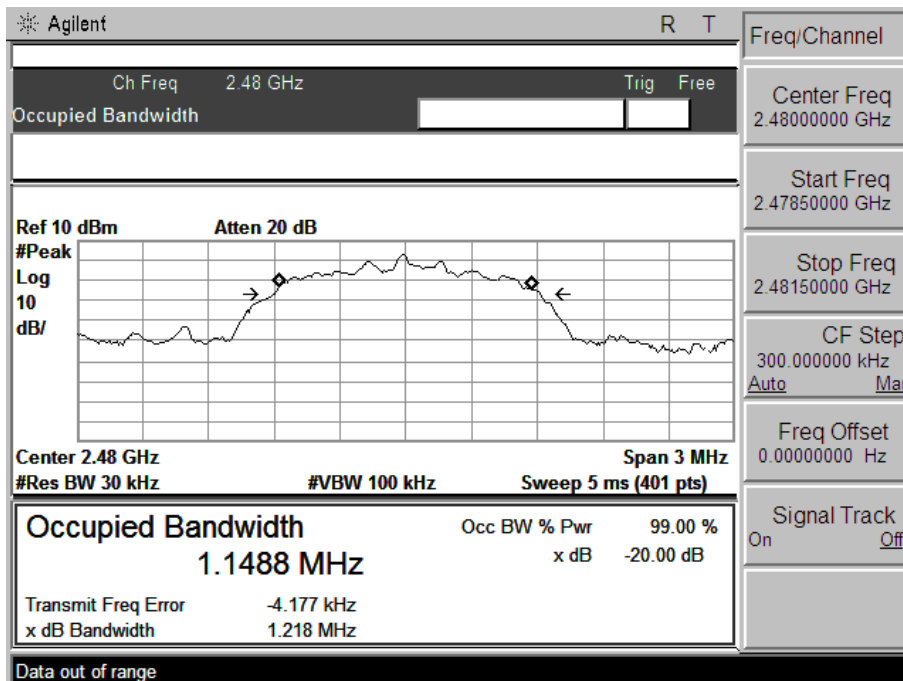 Agilent R T
Freq/Channel
Ch Freq 2.48 GHz Trig Free
Occupied Bandwidth
Center Freq
2.48000000 GHz
Start Freq
2.47850000 GHz
Stop Freq
2.48150000 GHz
CF Step
300.000000 kHz
Auto Man
Freq Offset
0.00000000 Hz
Signal Track
On Off
Ref 10 dBm Atten 20 dB
#Peak
Log
10
dB/
Center 2.48 GHz Span 3 MHz
#Res BW 30 kHz #VBW 100 kHz Sweep 5 ms (401 pts)
Occupied Bandwidth
1.1488 MHz
Occ BW % Pwr 99.00 %
x dB -20.00 dB
Transmit Freq Error -4.177 kHz
x dB Bandwidth 1.218 MHz
Data out of range